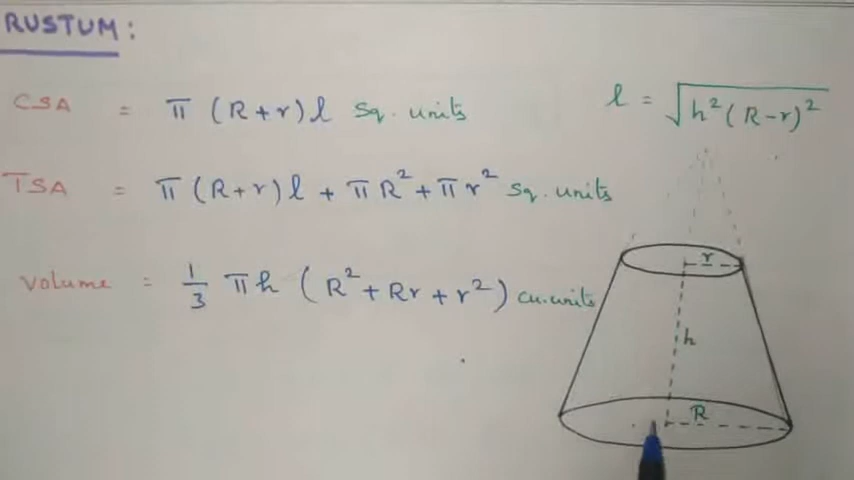 RUSTUM:
CSA = π (R+r) l sq. units
l = √h²(R-r)²
TSA = π (R+r) l + πR² + πr² sq. units
Volume = 1/3 πh (R² + Rr + r²) cu.units
r
h
R